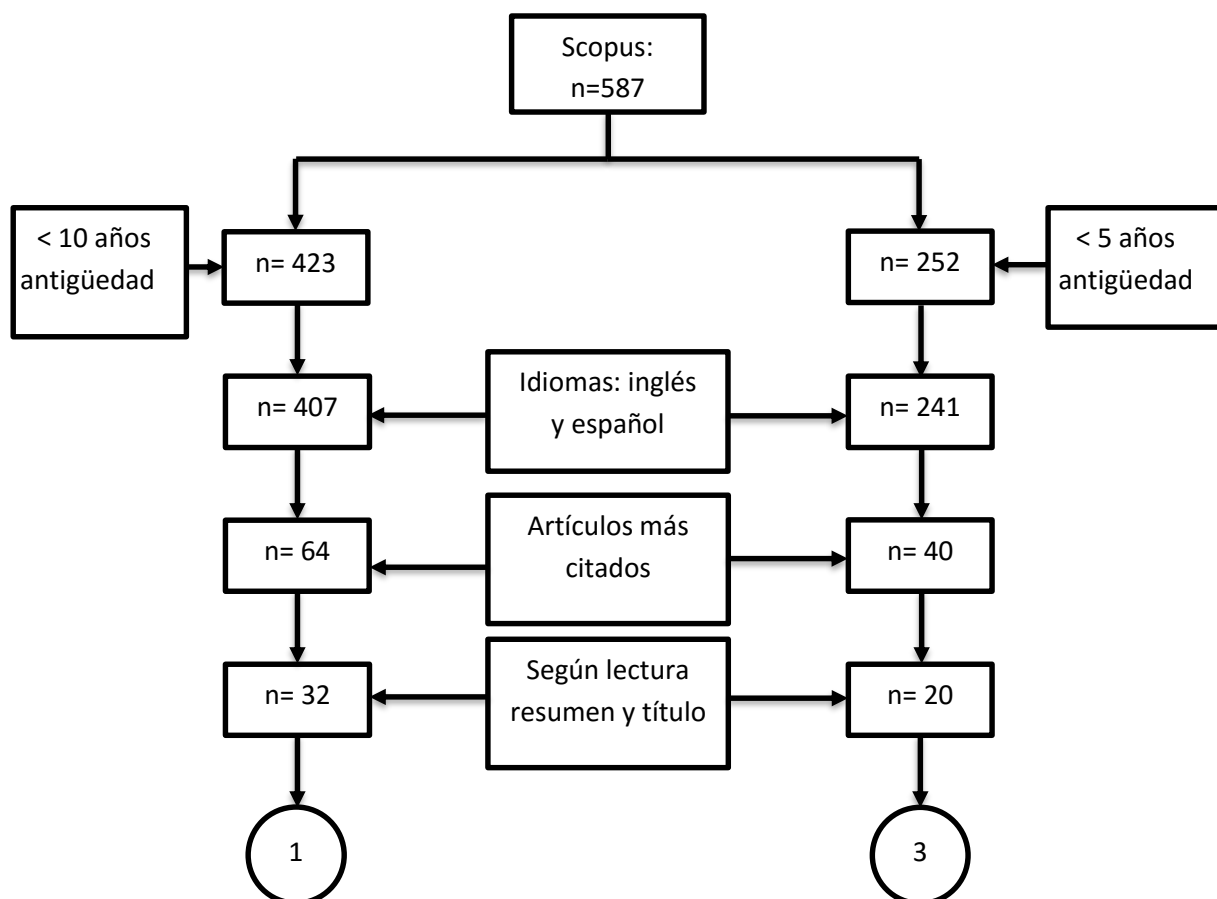 Scopus:
n=587
< 10 años
antigüedad
n= 423
n= 252
< 5 años
antigüedad
n= 407
Idiomas: inglés
y español
n= 241
n= 64
Artículos más
citados
n= 40
n= 32
Según lectura
resumen y título
n= 20
1
3